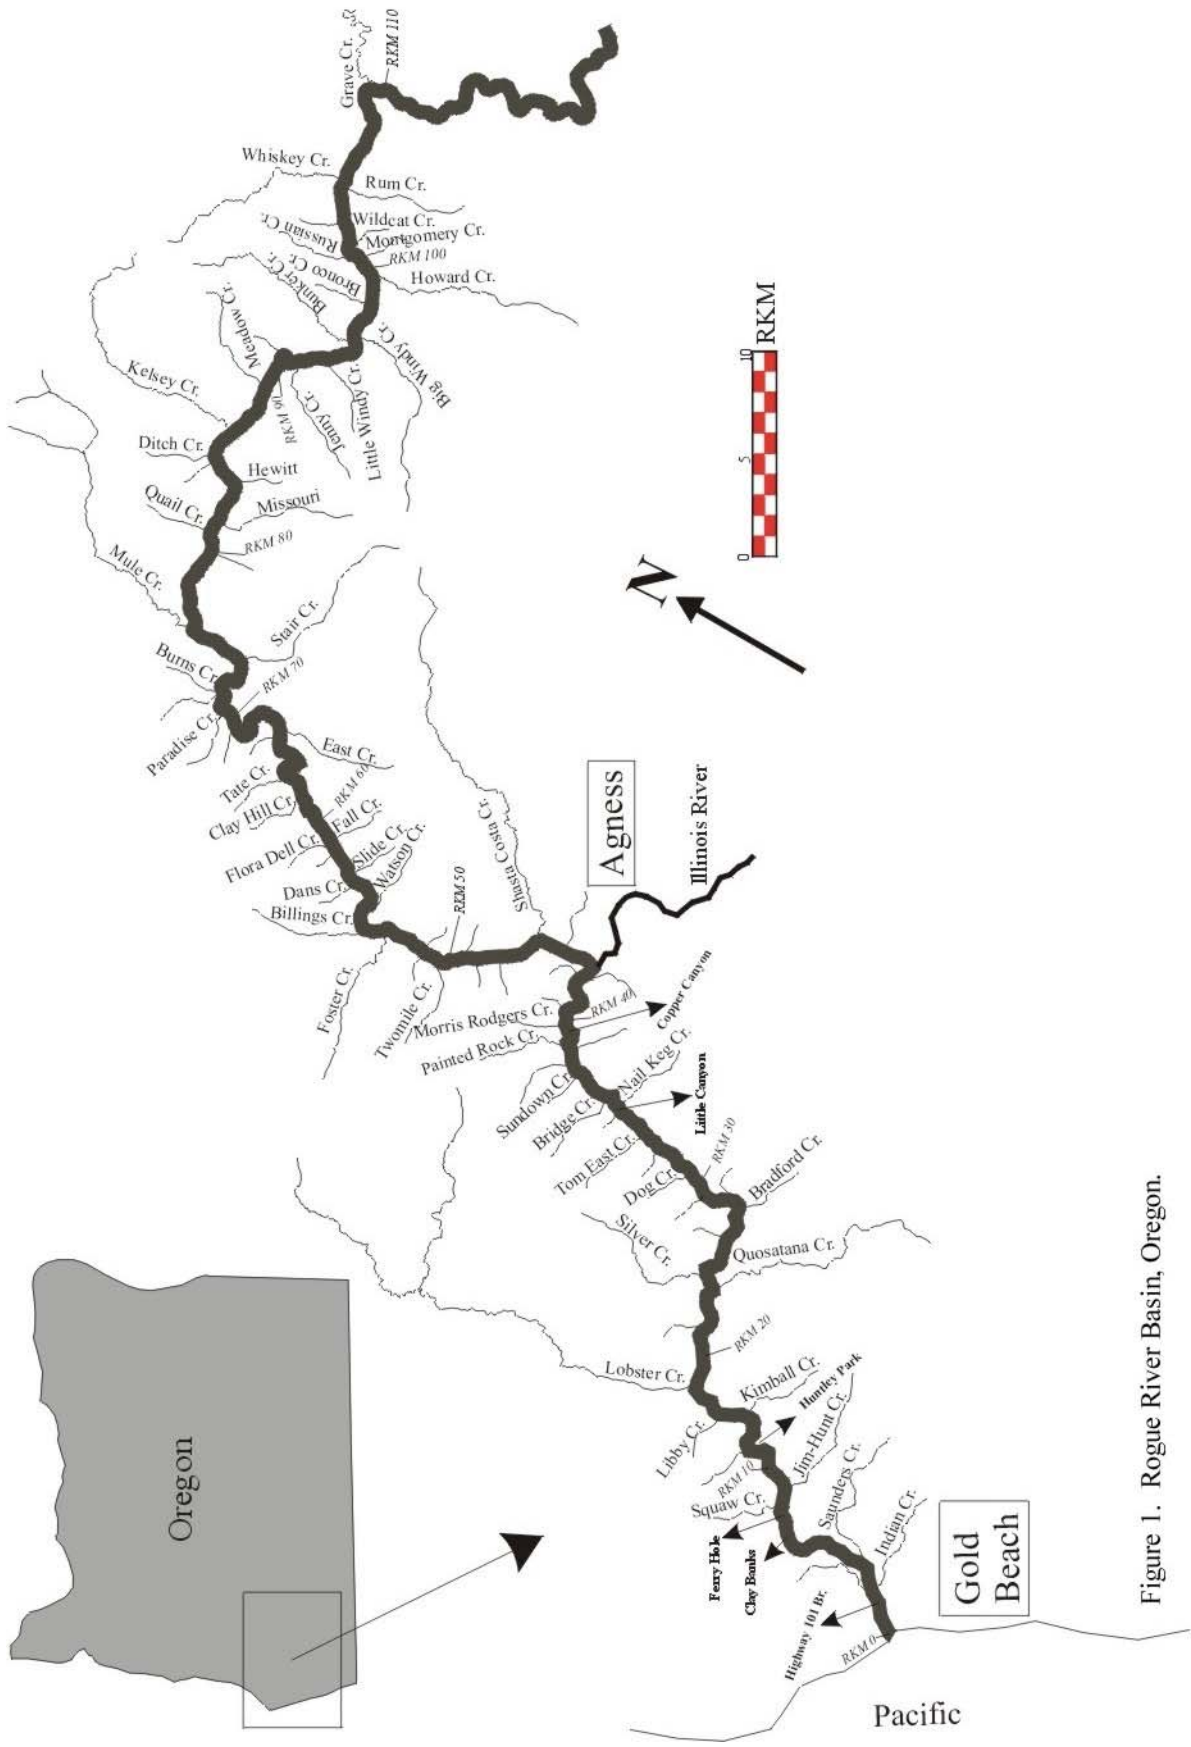 Grave Cr.
RKM 110
Whiskey Cr.
Rum Cr.
Wildcat Cr.
Russian Cr.
Montgomery Cr.
RKM 100
Bronco Cr.
Howard Cr.
Bunker Cr.
Meadow Cr.
Big Windy Cr.
Little Windy Cr.
Jenny Cr.
RKM 90
Kelsey Cr.
Ditch Cr.
Hewitt
Quail Cr.
Missouri
RKM 80
Mule Cr.
Stair Cr.
Burns Cr.
RKM 70
Paradise Cr.
East Cr.
Tate Cr.
RKM 60
Clay Hill Cr.
Fall Cr.
Flora Dell Cr.
Slide Cr.
Dans Cr.
Watson Cr.
Billings Cr.
Foster Cr.
RKM 50
Twomile Cr.
Shasta Costa Cr.
Agness
Illinois River
Morris Rodgers Cr.
RKM 40
Copper Canyon
Painted Rock Cr.
Sundown Cr.
Nail Keg Cr.
Bridge Cr.
Little Canyon
Tom East Cr.
RKM 30
Dog Cr.
Bradford Cr.
Silver Cr.
Quosatana Cr.
RKM 20
Lobster Cr.
Kimball Cr.
Huntley Park
Libby Cr.
Jim-Hunt Cr.
RKM 10
Squaw Cr.
Saunders Cr.
Ferry Hole
Clay Banks
Indian Cr.
Highway 101 Br.
RKM 0
Gold
Beach
Pacific
Oregon
N
0 5 10
RKM
Figure 1. Rogue River Basin, Oregon.